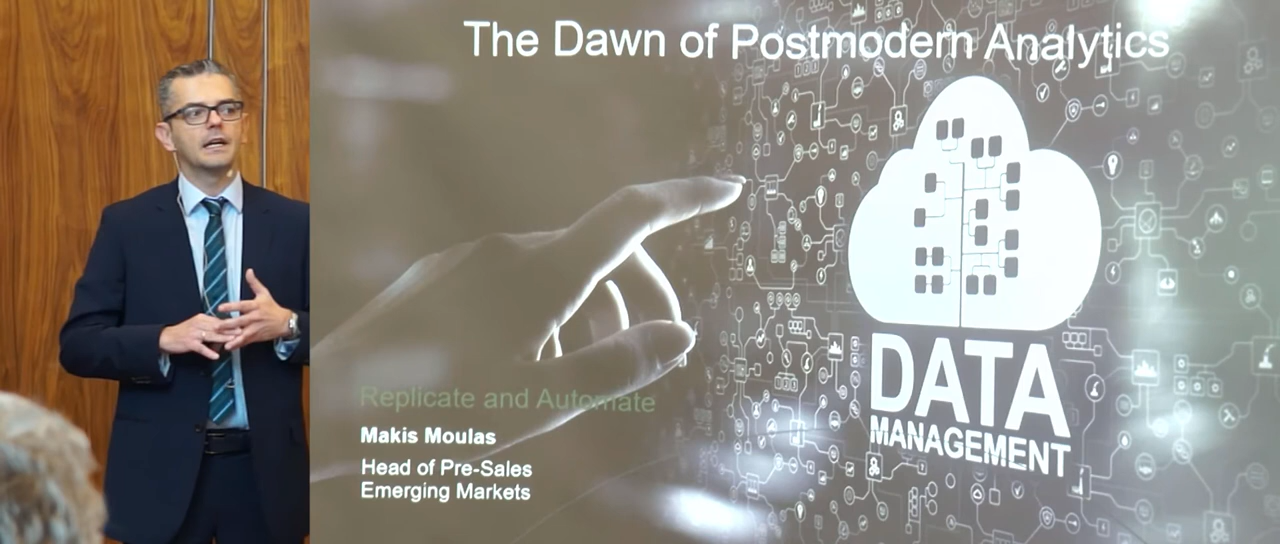 The Dawn of Postmodern Analytics
Replicate and Automate
Makis Moulas
Head of Pre-Sales
Emerging Markets
DATA
MANAGEMENT